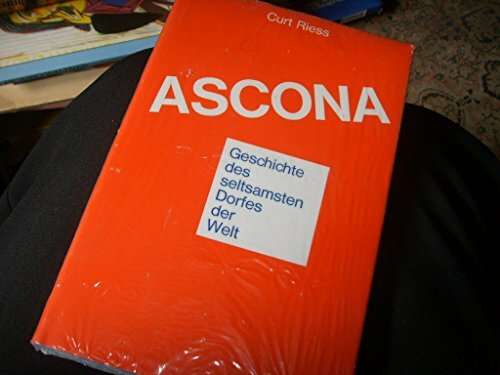 Curt Riess
ASCONA
Geschichte
des
seltsamsten
Dorfes
der
Welt